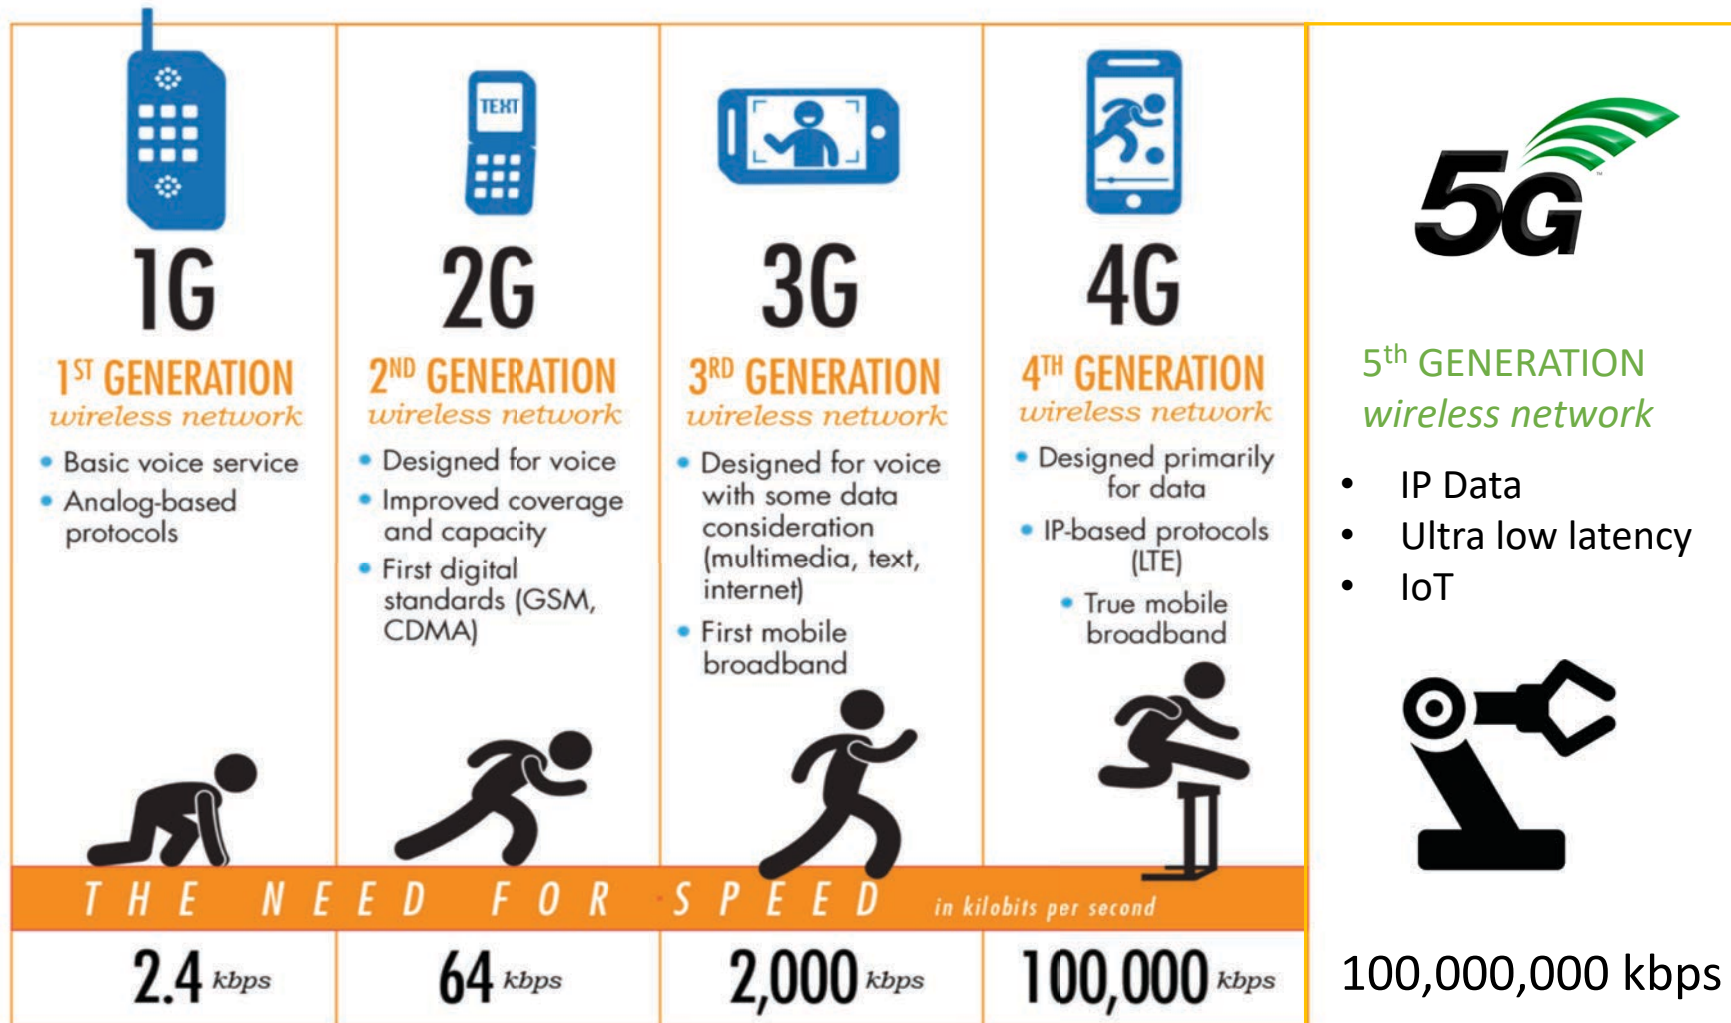 TEXT
1G
1ST GENERATION
wireless network
• Basic voice service
• Analog-based
protocols
2G
2ND GENERATION
wireless network
• Designed for voice
• Improved coverage
and capacity
• First digital
standards (GSM,
CDMA)
3G
3RD GENERATION
wireless network
• Designed for voice
with some data
consideration
(multimedia, text,
internet)
• First mobile
broadband
4G
4TH GENERATION
wireless network
• Designed primarily
for data
• IP-based protocols
(LTE)
• True mobile
broadband
5G
TM
5th GENERATION
wireless network
• IP Data
• Ultra low latency
• IoT
THE NEED FOR SPEED in kilobits per second
2.4 kbps
64 kbps
2,000 kbps
100,000 kbps
100,000,000 kbps